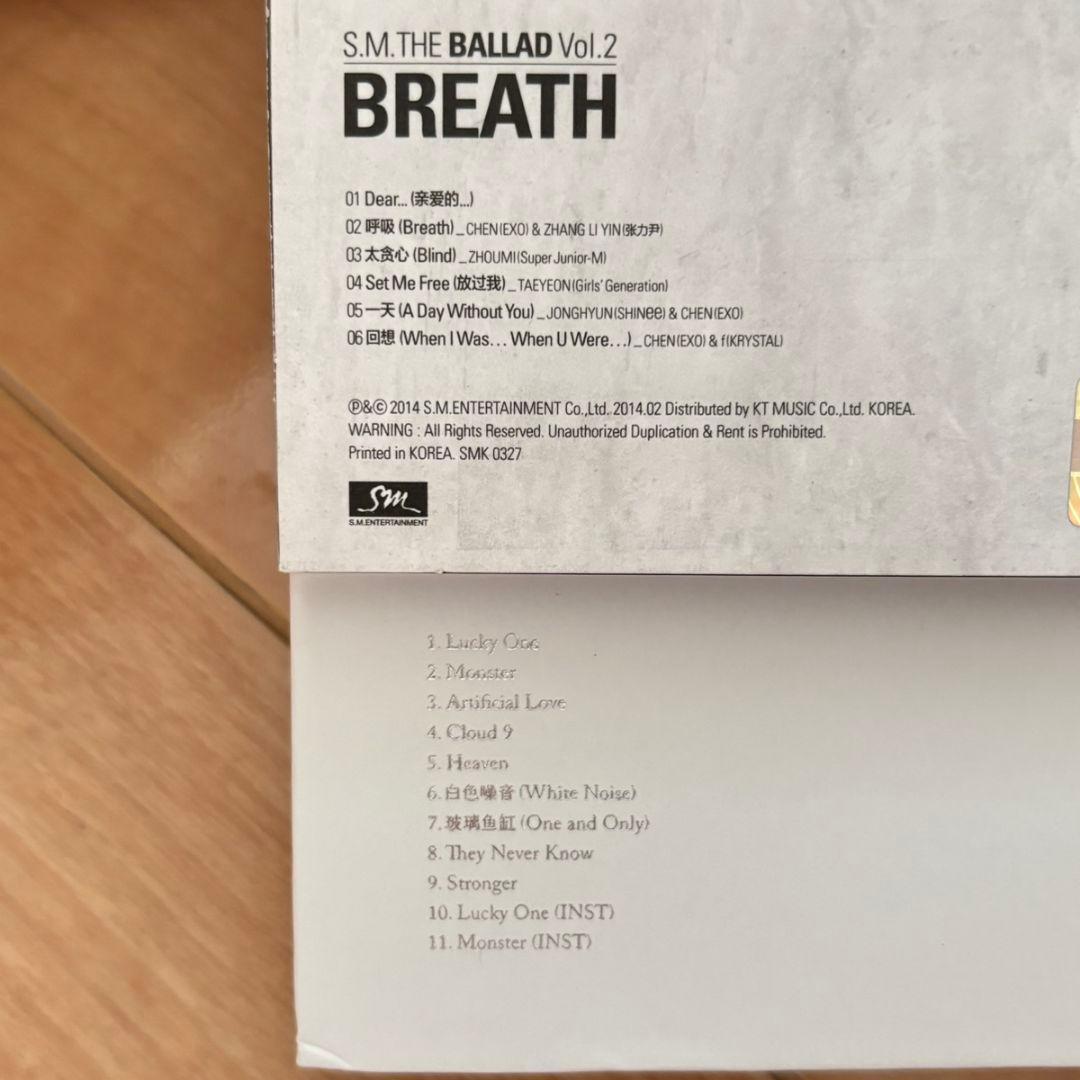 S.M.THE BALLAD Vol.2
BREATH
01 Dear... (亲爱的...)
02 呼吸 (Breath)_CHEN(EXO) & ZHANG LI YIN(张力尹)
03 太贪心 (Blind)_ZHOUMI(Super Junior-M)
04 Set Me Free (放过我)_TAEYEON(Girls' Generation)
05 一天 (A Day Without You)_JONGHYUN(SHINee) & CHEN(EXO)
06 回想 (When I Was... When U Were...)_CHEN(EXO) & f(KRYSTAL)
℗&© 2014 S.M.ENTERTAINMENT Co.,Ltd. 2014.02 Distributed by KT MUSIC Co.,Ltd. KOREA.
WARNING : All Rights Reserved. Unauthorized Duplication & Rent is Prohibited.
Printed in KOREA. SMK 0327
SM
S.M.ENTERTAINMENT
1. Lucky One
2. Monster
3. Artificial Love
4. Cloud 9
5. Heaven
6. 白色噪音 (White Noise)
7. 玻璃鱼缸 (One and Only)
8. They Never Know
9. Stronger
10. Lucky One (INST)
11. Monster (INST)